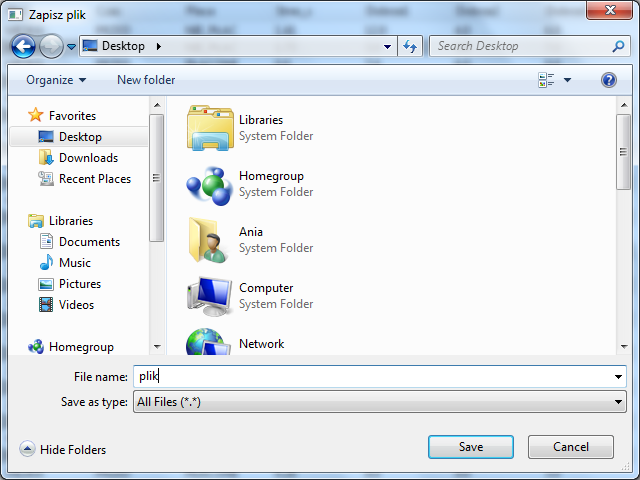 Zapisz plik
Desktop
Search Desktop
Organize
New folder
Favorites
Desktop
Downloads
Recent Places
Libraries
Documents
Music
Pictures
Videos
Homegroup
Libraries
System Folder
Homegroup
System Folder
Ania
System Folder
Computer
System Folder
Network
File name: plik
Save as type: All Files (*.*)
Hide Folders
Save
Cancel